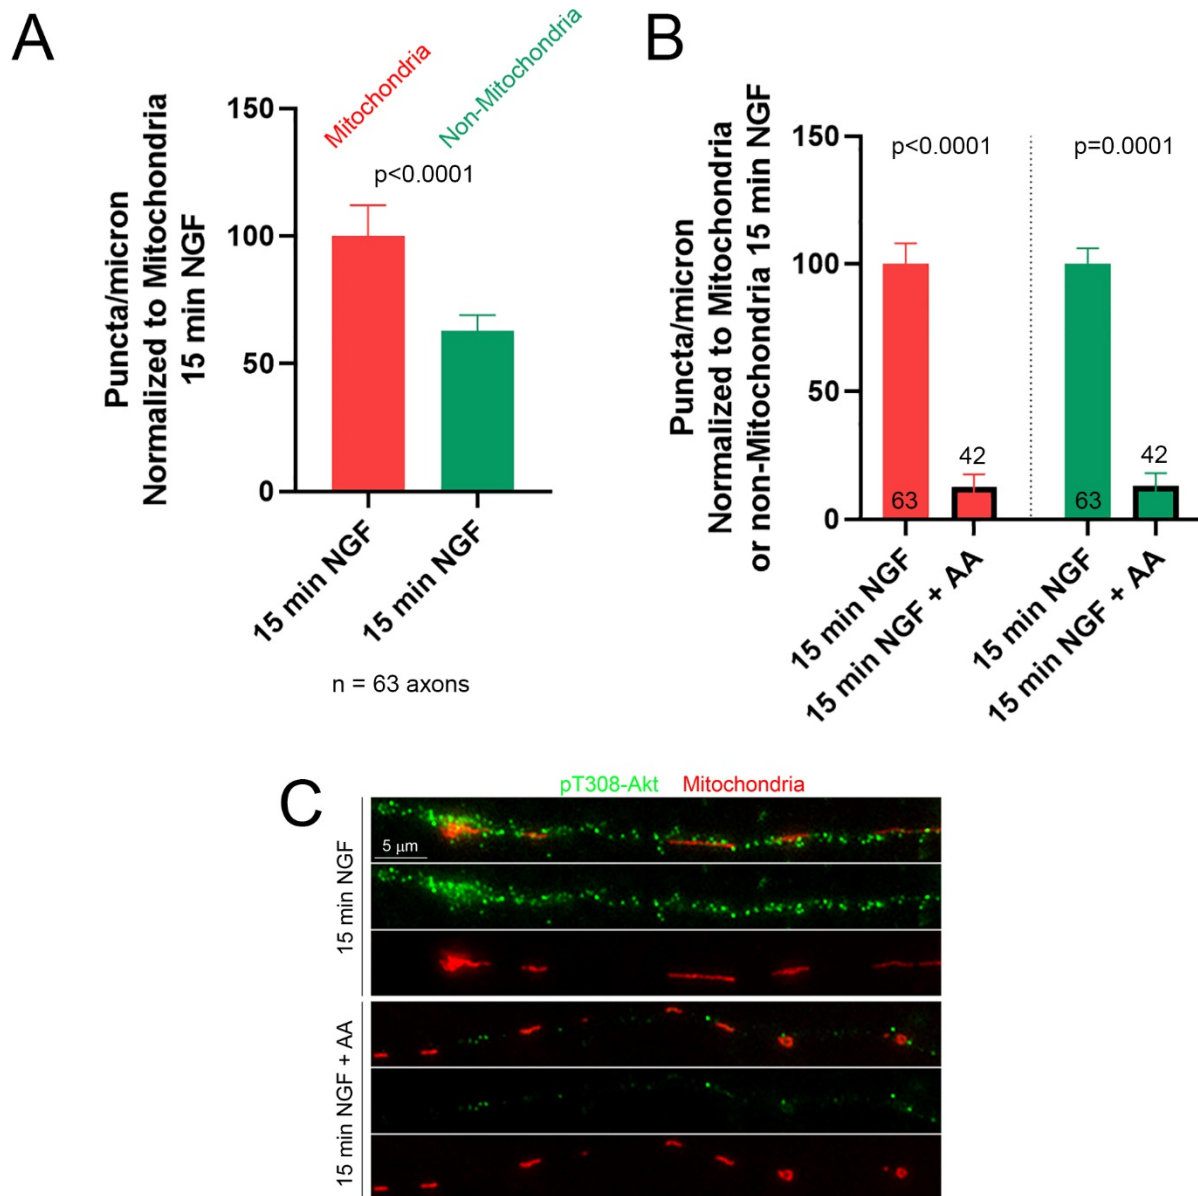 A
Puncta/micron
Normalized to Mitochondria
15 min NGF
150
100
50
0
Mitochondria
Non-Mitochondria
p<0.0001
15 min NGF
15 min NGF
n = 63 axons
B
Puncta/micron
Normalized to Mitochondria
or non-Mitochondria 15 min NGF
150
100
50
0
p<0.0001
p=0.0001
63
42
63
42
15 min NGF
15 min NGF + AA
15 min NGF
15 min NGF + AA
C
pT308-Akt Mitochondria
15 min NGF
5 µm
15 min NGF + AA